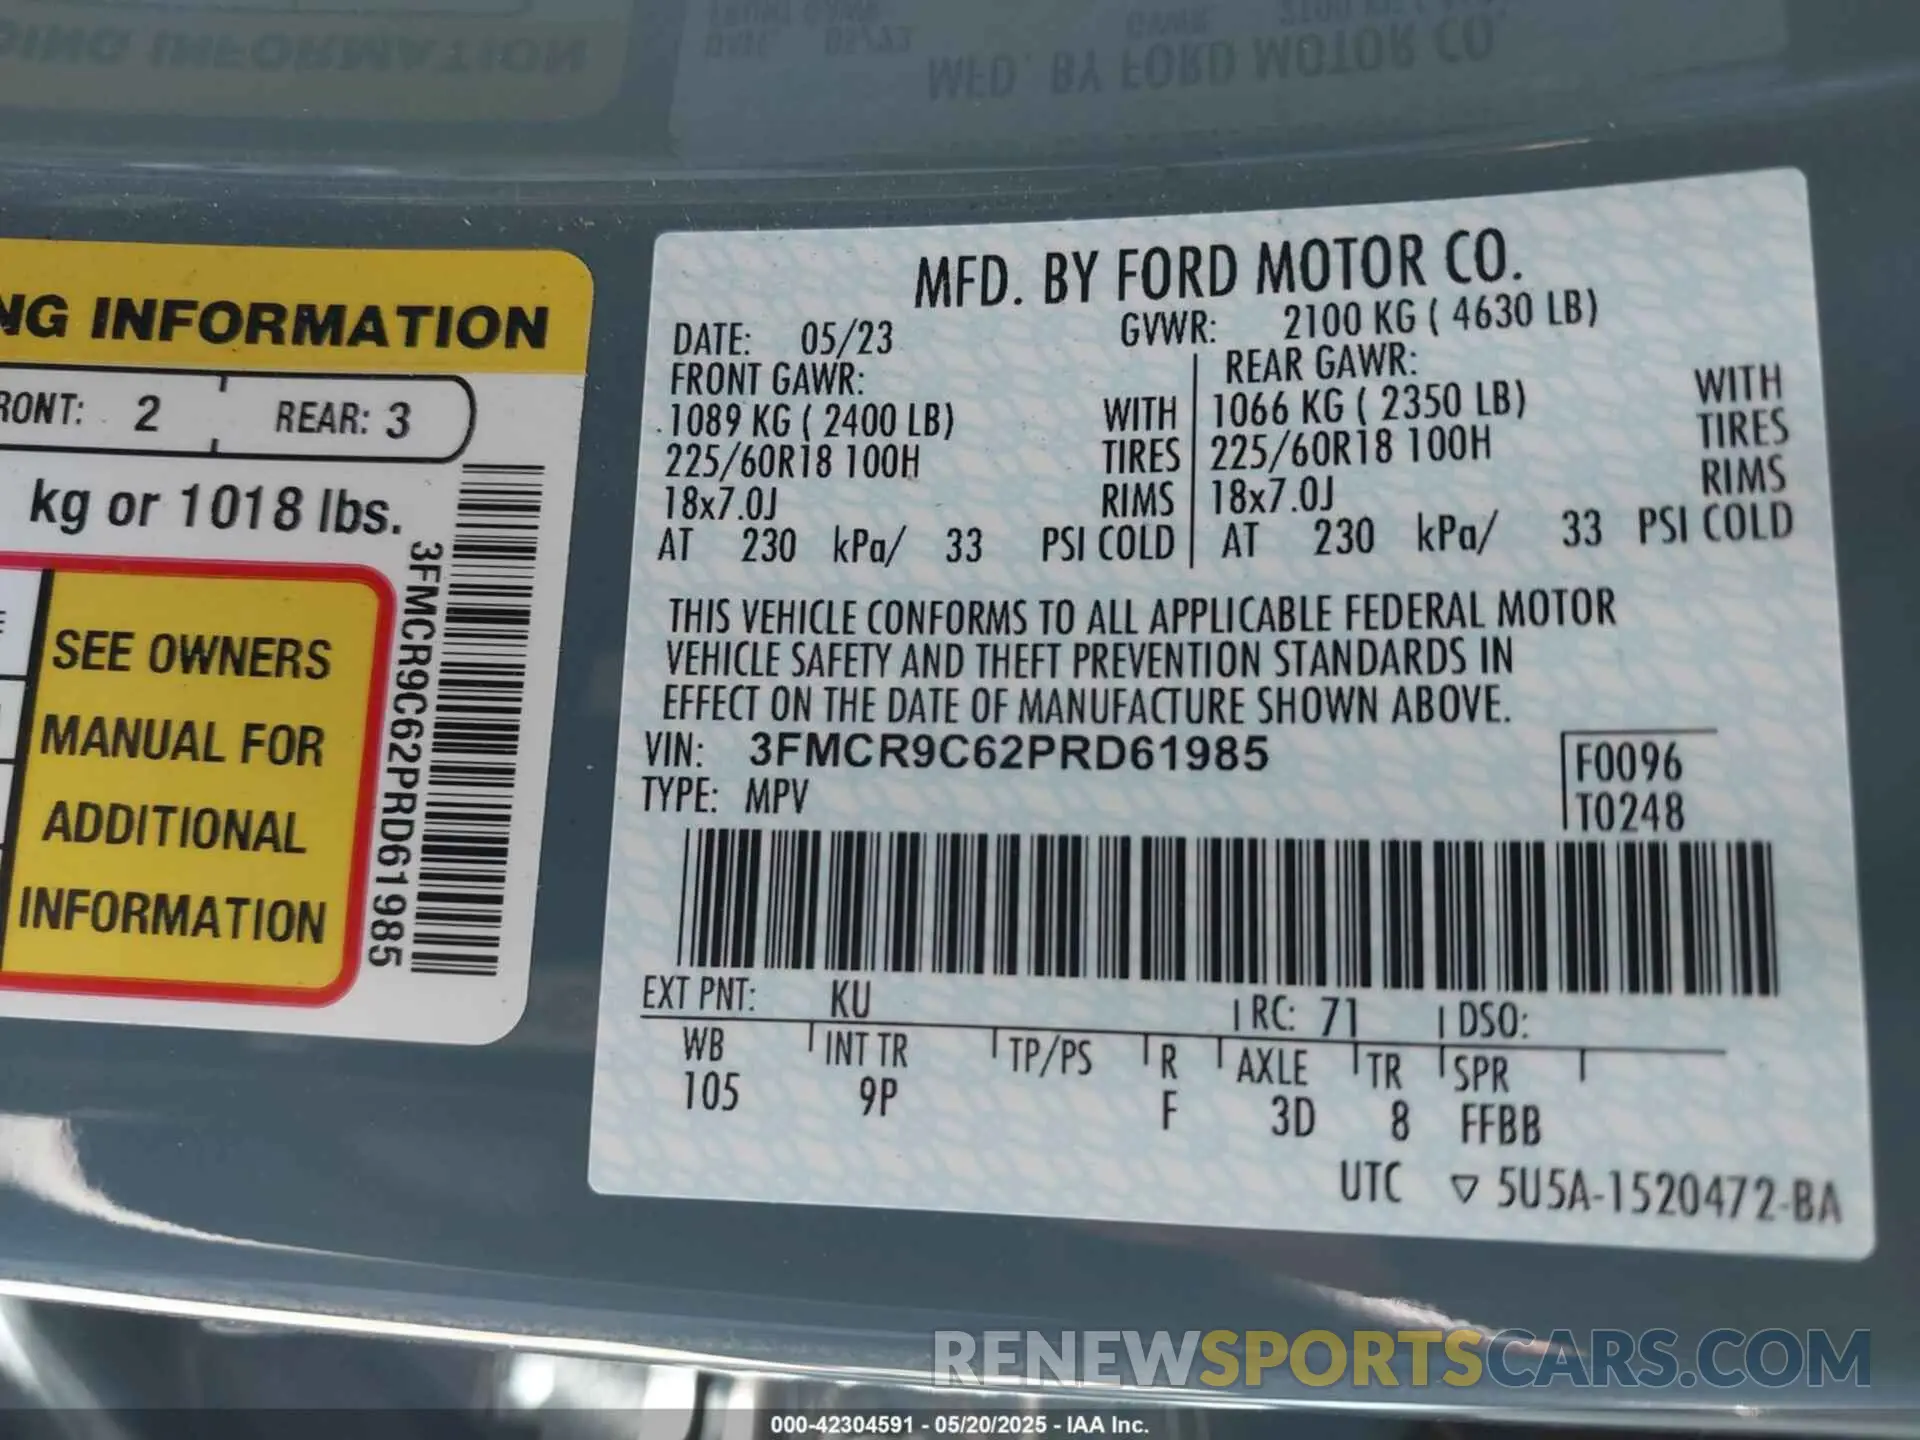 NG INFORMATION
RONT: 2 REAR: 3
kg or 1018 lbs.
SEE OWNERS
MANUAL FOR
ADDITIONAL
INFORMATION
3FMCR9C62PRD61985
MFD. BY FORD MOTOR CO.
DATE: 05/23 GVWR: 2100 KG ( 4630 LB)
FRONT GAWR: REAR GAWR:
1089 KG ( 2400 LB) WITH 1066 KG ( 2350 LB) WITH
225/60R18 100H TIRES 225/60R18 100H TIRES
18x7.0J RIMS 18x7.0J RIMS
AT 230 kPa/ 33 PSI COLD AT 230 kPa/ 33 PSI COLD
THIS VEHICLE CONFORMS TO ALL APPLICABLE FEDERAL MOTOR
VEHICLE SAFETY AND THEFT PREVENTION STANDARDS IN
EFFECT ON THE DATE OF MANUFACTURE SHOWN ABOVE.
VIN: 3FMCR9C62PRD61985 F0096
TYPE: MPV T0248
EXT PNT: KU RC: 71 DSO:
WB INT TR TP/PS R AXLE TR SPR
105 9P F 3D 8 FFBB
UTC ▽ 5U5A-1520472-BA
RENEWSPORTSCARS.COM
000-42304591 - 05/20/2025 - IAA Inc.